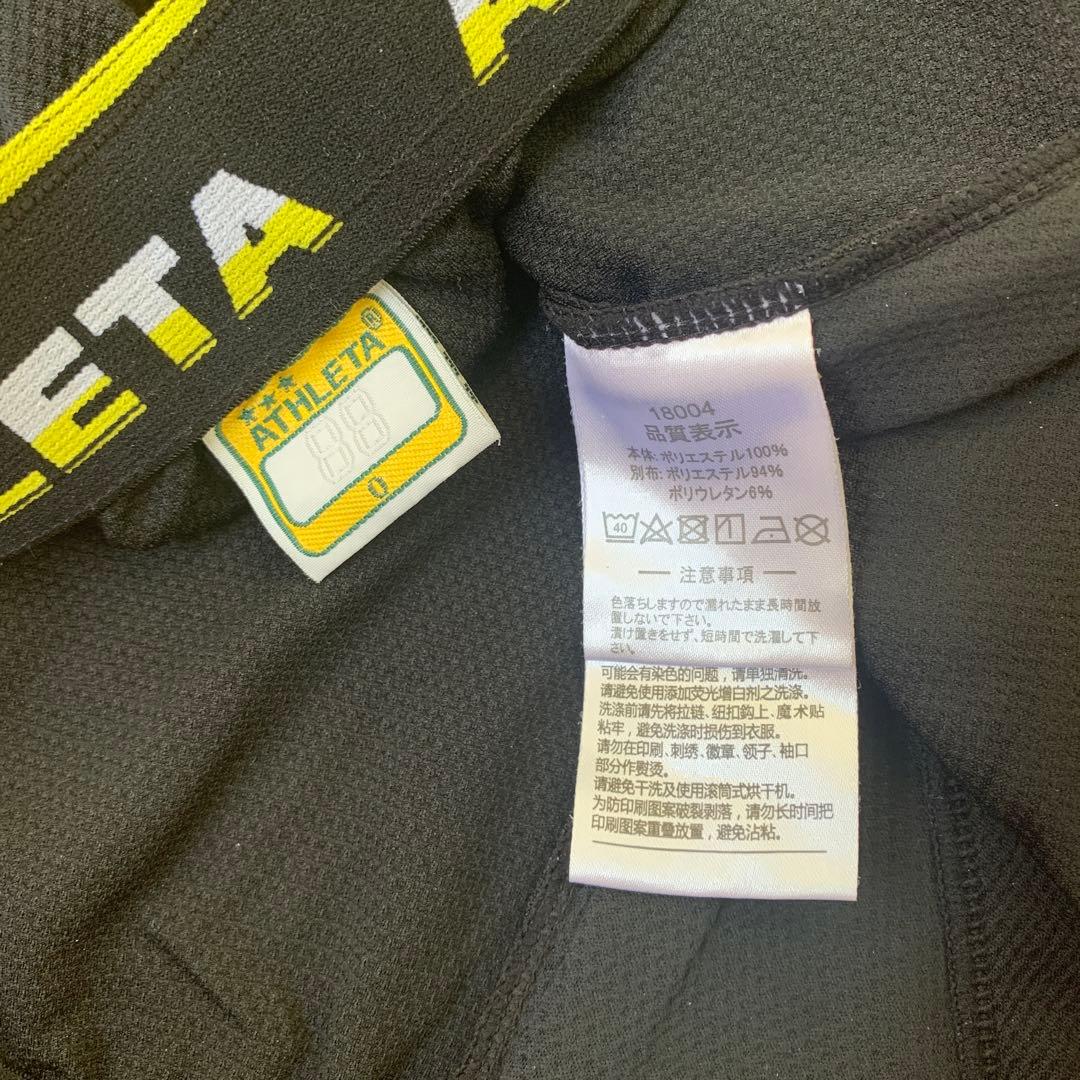 A
LETA
ATHLETA®
88
0
18004
品質表示
本体:ポリエステル100%
別布:ポリエステル94%
ポリウレタン6%
40
注意事項
色落ちしますので濡れたまま長時間放
置しないで下さい。
漬け置きをせず、短時間で洗濯して下
さい。
可能会有染色的问题，请单独清洗。
请避免使用添加荧光增白剂之洗涤。
洗涤前请先将拉链、纽扣鈎上、魔术贴
粘牢，避免洗涤时损伤到衣服。
请勿在印刷、刺绣、徽章、领子、袖口
部分作熨烫。
请避免干洗及使用滚筒式烘干机。
为防印刷图案破裂剥落，请勿长时间把
印刷图案重叠放置，避免沾粘。